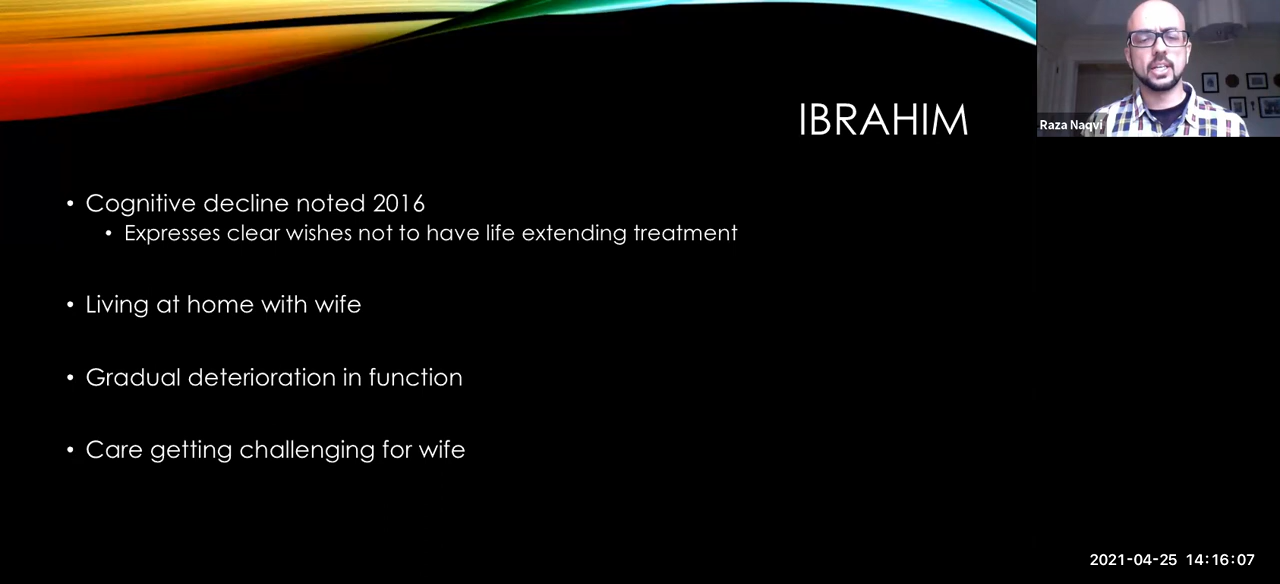 IBRAHIM
Raza Naqvi
• Cognitive decline noted 2016
• Expresses clear wishes not to have life extending treatment
• Living at home with wife
• Gradual deterioration in function
• Care getting challenging for wife
2021-04-25 14:16:07